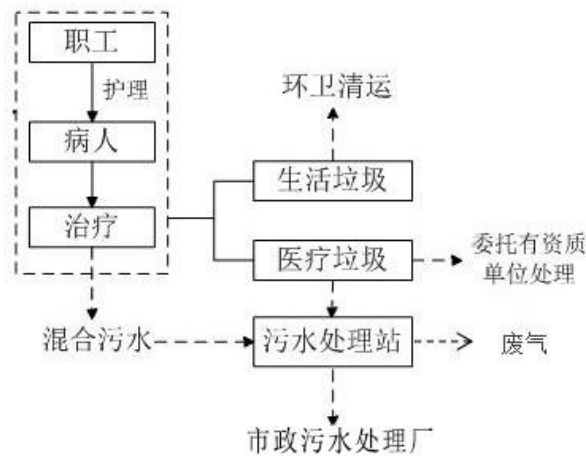 职工
护理
环卫清运
病人
生活垃圾
治疗
医疗垃圾
委托有资质
单位处理
混合污水
污水处理站
废气
市政污水处理厂